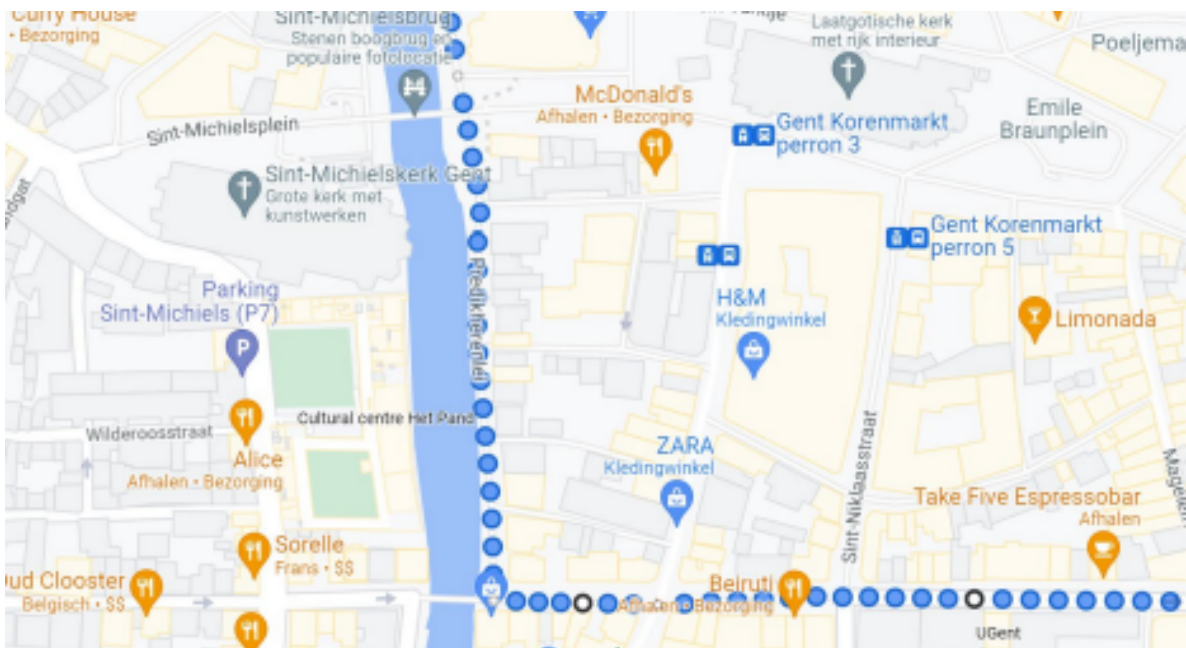 Curry House
• Bezorging
Sint-Michielsbrug
Stenen boogbrug en
populaire fotolocatie
Laatgotische kerk
met rijk interieur
Poeljema
McDonald's
Afhalen • Bezorging
Gent Korenmarkt
perron 3
Emile
Braunplein
Sint-Michielsplein
Sint-Michielskerk Gent
Grote kerk met
kunstwerken
Gent Korenmarkt
perron 5
Parking
Sint-Michiels (P7)
P
Predikherenlei
H&M
Kledingwinkel
Limonada
Cultural centre Het Pand
Wilderoosstraat
Alice
Afhalen • Bezorging
ZARA
Kledingwinkel
Sint-Niklaasstraat
Magelein
Take Five Espressobar
Afhalen
Sorelle
Frans • $$
Oud Clooster
Belgisch • $$
Beiruti
Afhalen • Bezorging
UGent